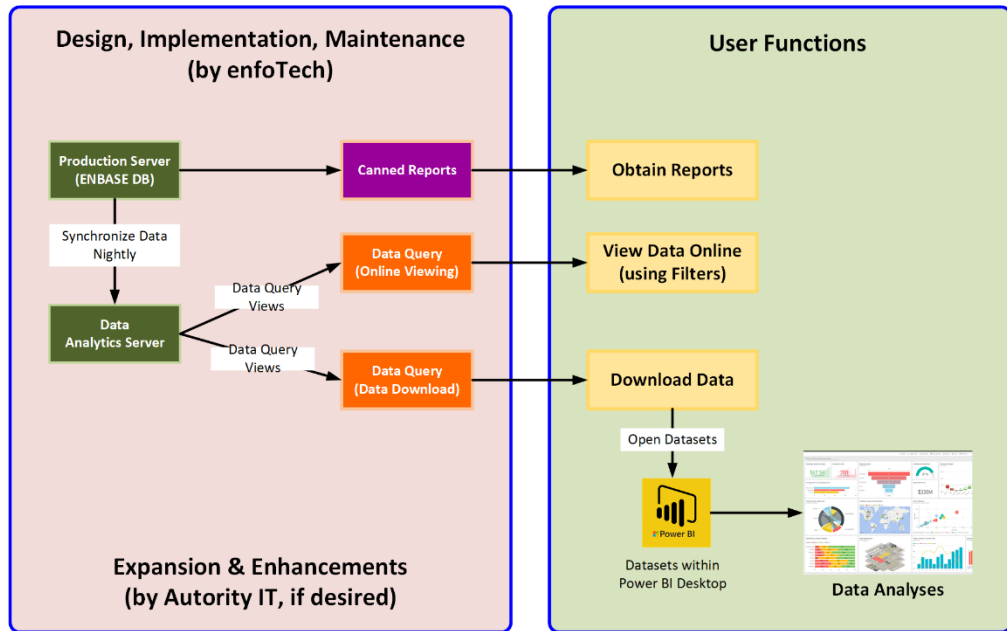 Design, Implementation, Maintenance
(by enfoTech)
Production Server
(ENBASE DB)
Canned Reports
Synchronize Data
Nightly
Data Query
(Online Viewing)
Data Query
Views
Data
Analytics Server
Data Query
Views
Data Query
(Data Download)
Expansion & Enhancements
(by Autority IT, if desired)
User Functions
Obtain Reports
View Data Online
(using Filters)
Download Data
Open Datasets
Power BI
Datasets within
Power BI Desktop
$320M
Data Analyses